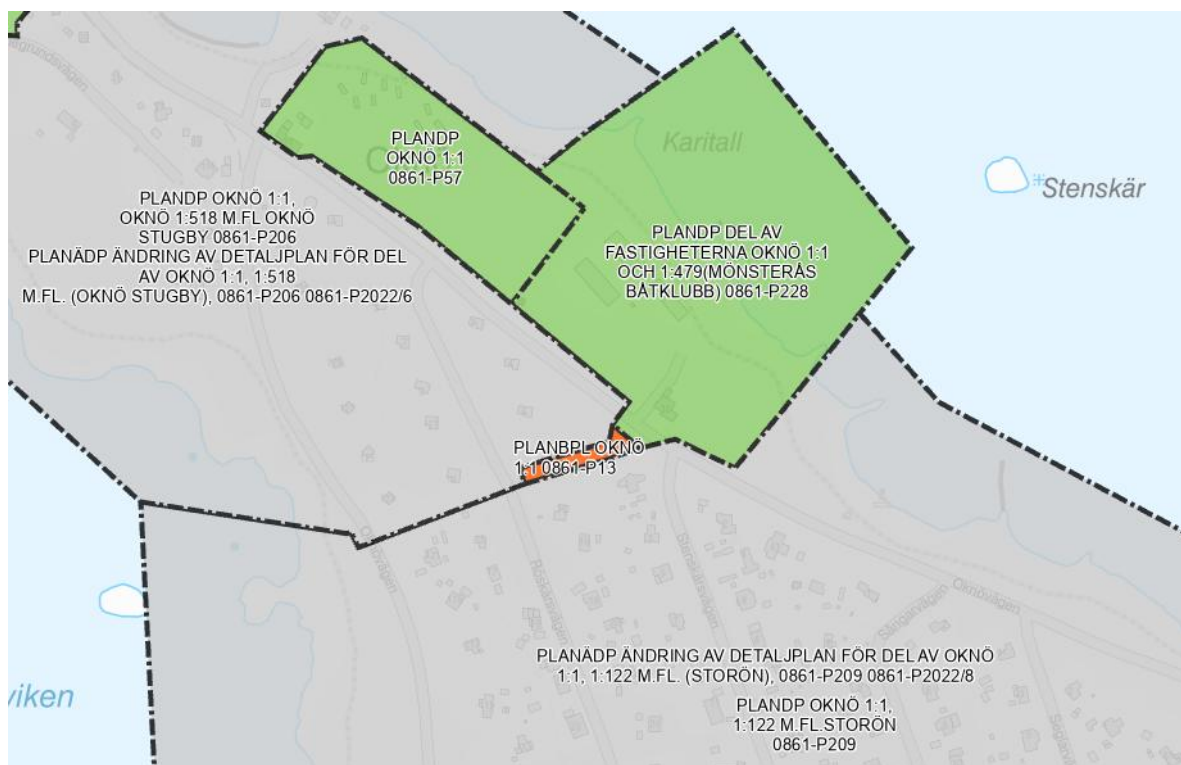 Karitall
Stenskär
PLANDP
OKNÖ 1:1
0861-P57
PLANDP OKNÖ 1:1,
OKNÖ 1:518 M.FL OKNÖ
STUGBY 0861-P206
PLANÄDP ÄNDRING AV DETALJPLAN FÖR DEL
AV OKNÖ 1:1, 1:518
M.FL. (OKNÖ STUGBY), 0861-P206 0861-P2022/6
PLANDP DEL AV
FASTIGHETERNA OKNÖ 1:1
OCH 1:479(MÖNSTERÅS
BÅTKLUBB) 0861-P228
PLANBPL OKNÖ
1:1 0861-P13
Oknövägen
PLANÄDP ÄNDRING AV DETALJPLAN FÖR DEL AV OKNÖ
1:1, 1:122 M.FL. (STORÖN), 0861-P209 0861-P2022/8
PLANDP OKNÖ 1:1,
1:122 M.FL.STORÖN
0861-P209
viken